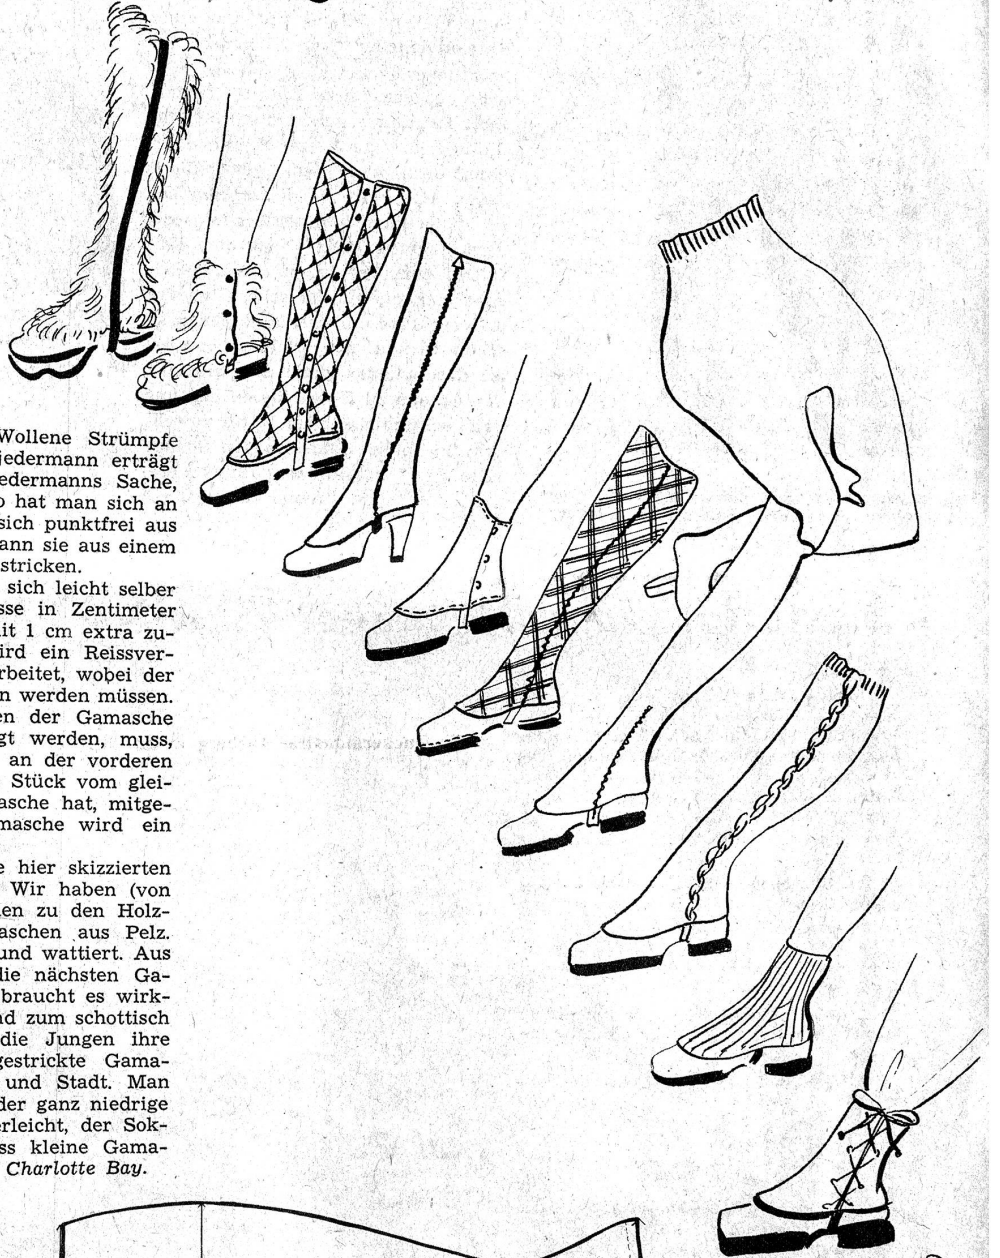 Wollene Strümpfe
jedermann erträgt
edermanns Sache,
o hat man sich an
sich punktfrei aus
ann sie aus einem
stricken.
sich leicht selber
sse in Zentimeter
it 1 cm extra zu-
ird ein Reissver-
rbeitet, wobei der
n werden müssen.
en der Gamasche
gt werden, muss,
an der vorderen
Stück vom glei-
asche hat, mitge-
masche wird ein
e hier skizzierten
Wir haben (von
en zu den Holz-
aschen aus Pelz.
und wattiert. Aus
die nächsten Ga-
braucht es wirk-
nd zum schottisch
die Jungen ihre
gestrickte Gama-
und Stadt. Man
der ganz niedrige
erleicht, der Sok-
ss kleine Gama-
Charlotte Bay.